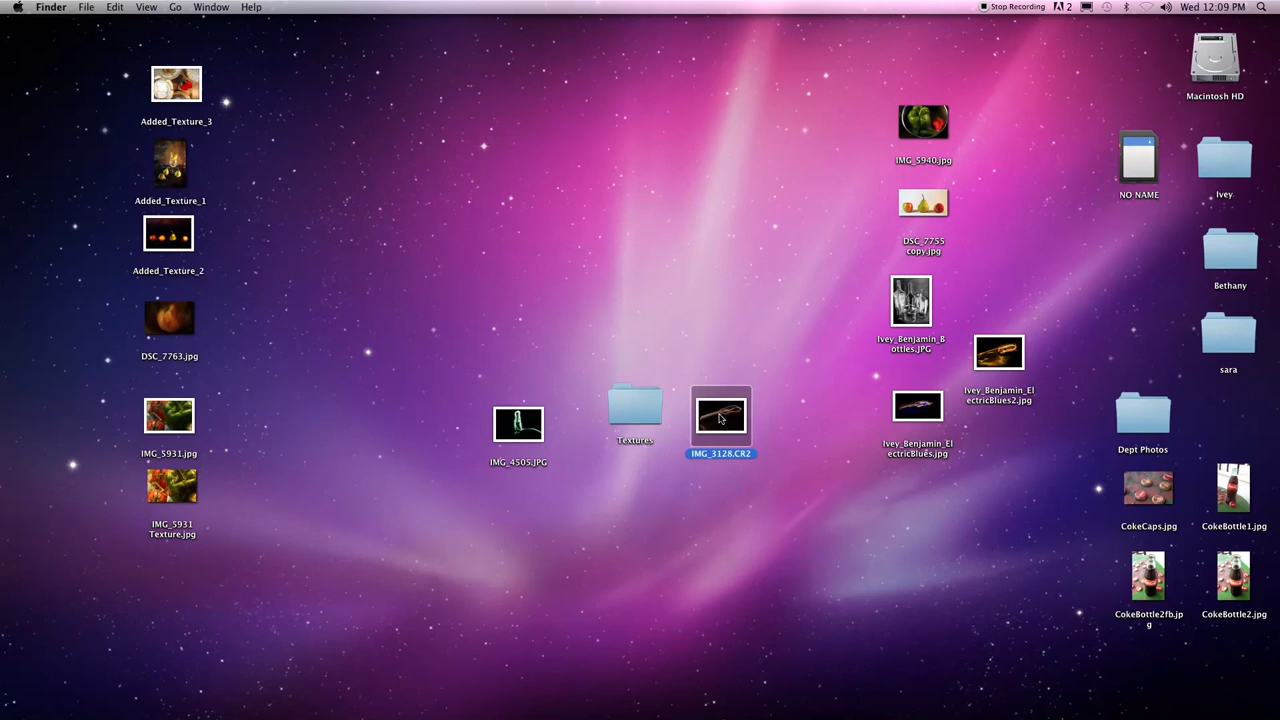 Finder File Edit View Go Window Help
Stop Recording 2 Wed 12:09 PM
Added_Texture_3
Added_Texture_1
Added_Texture_2
DSC_7763.jpg
IMG_5931.jpg
IMG_5931
Texture.jpg
IMG_4505.JPG
Textures
IMG_3128.CR2
IMG_5940.jpg
DSC_7755
copy.jpg
Ivey_Benjamin_B
ottles.JPG
Ivey_Benjamin_El
ectricBlues2.jpg
Ivey_Benjamin_El
ectricBlues.jpg
Macintosh HD
NO NAME
Ivey
Bethany
sara
Dept Photos
CokeCaps.jpg
CokeBottle1.jpg
CokeBottle2fb.jp
g
CokeBottle2.jpg